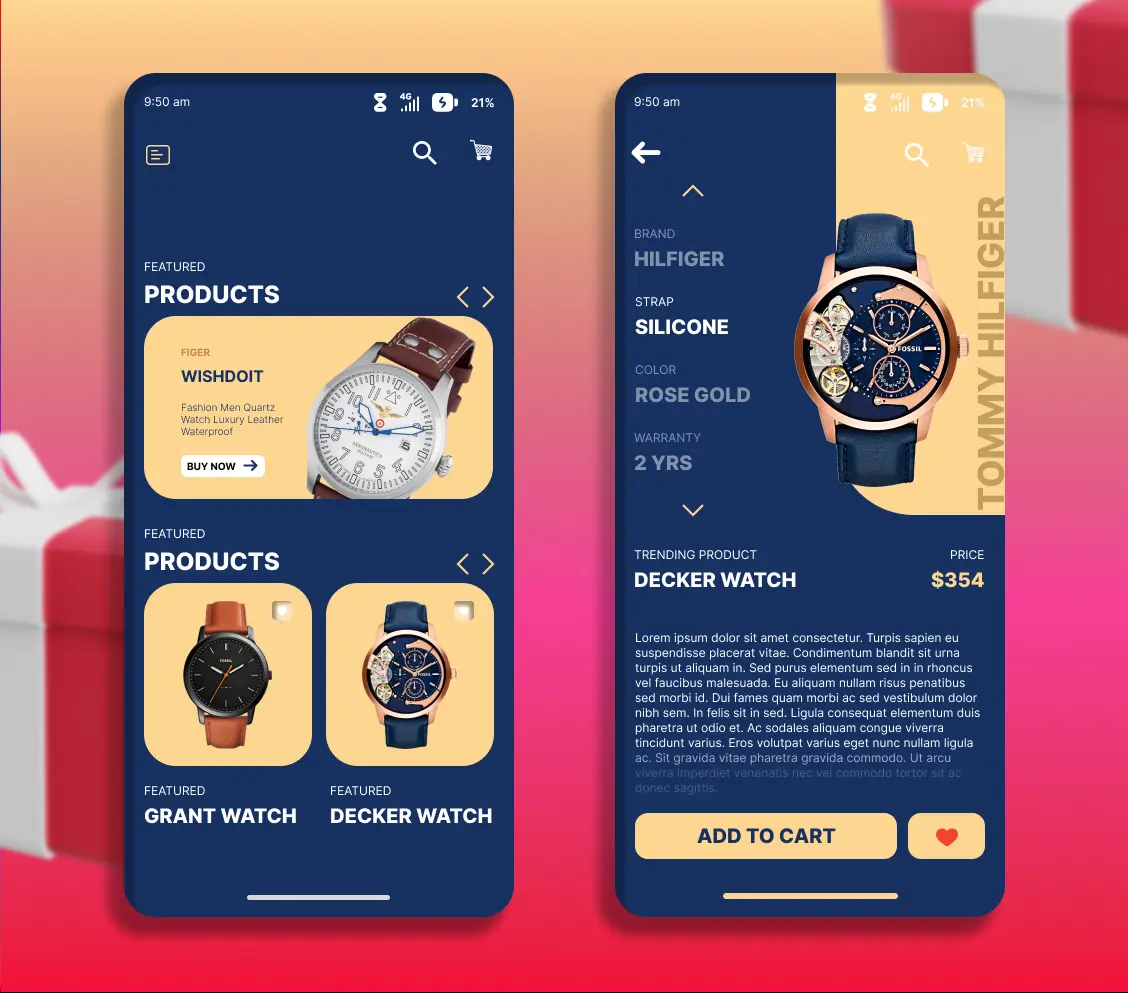 9:50 am
4G
21%
FEATURED
PRODUCTS
FIGER
WISHDOIT
Fashion Men Quartz
Watch Luxury Leather
Waterproof
BUY NOW
AERONAUTICA
FEATURED
PRODUCTS
FOSSIL
FOSSIL
FEATURED
GRANT WATCH
FEATURED
DECKER WATCH
9:50 am
4G
21%
BRAND
HILFIGER
STRAP
SILICONE
COLOR
ROSE GOLD
WARRANTY
2 YRS
FOSSIL
TOMMY HILFIGER
TRENDING PRODUCT
DECKER WATCH
PRICE
$354
Lorem ipsum dolor sit amet consectetur. Turpis sapien eu
suspendisse placerat vitae. Condimentum blandit sit urna
turpis ut aliquam in. Sed purus elementum sed in in rhoncus
vel faucibus malesuada. Eu aliquam nullam risus penatibus
sed morbi id. Dui fames quam morbi ac sed vestibulum dolor
nibh sem. In felis sit in sed. Ligula consequat elementum duis
pharetra ut odio et. Ac sodales aliquam congue viverra
tincidunt varius. Eros volutpat varius eget nunc nullam ligula
ac. Sit gravida vitae pharetra gravida commodo. Ut arcu
viverra imperdiet venenatis nec vel commodo tortor sit ac
donec sagittis.
ADD TO CART